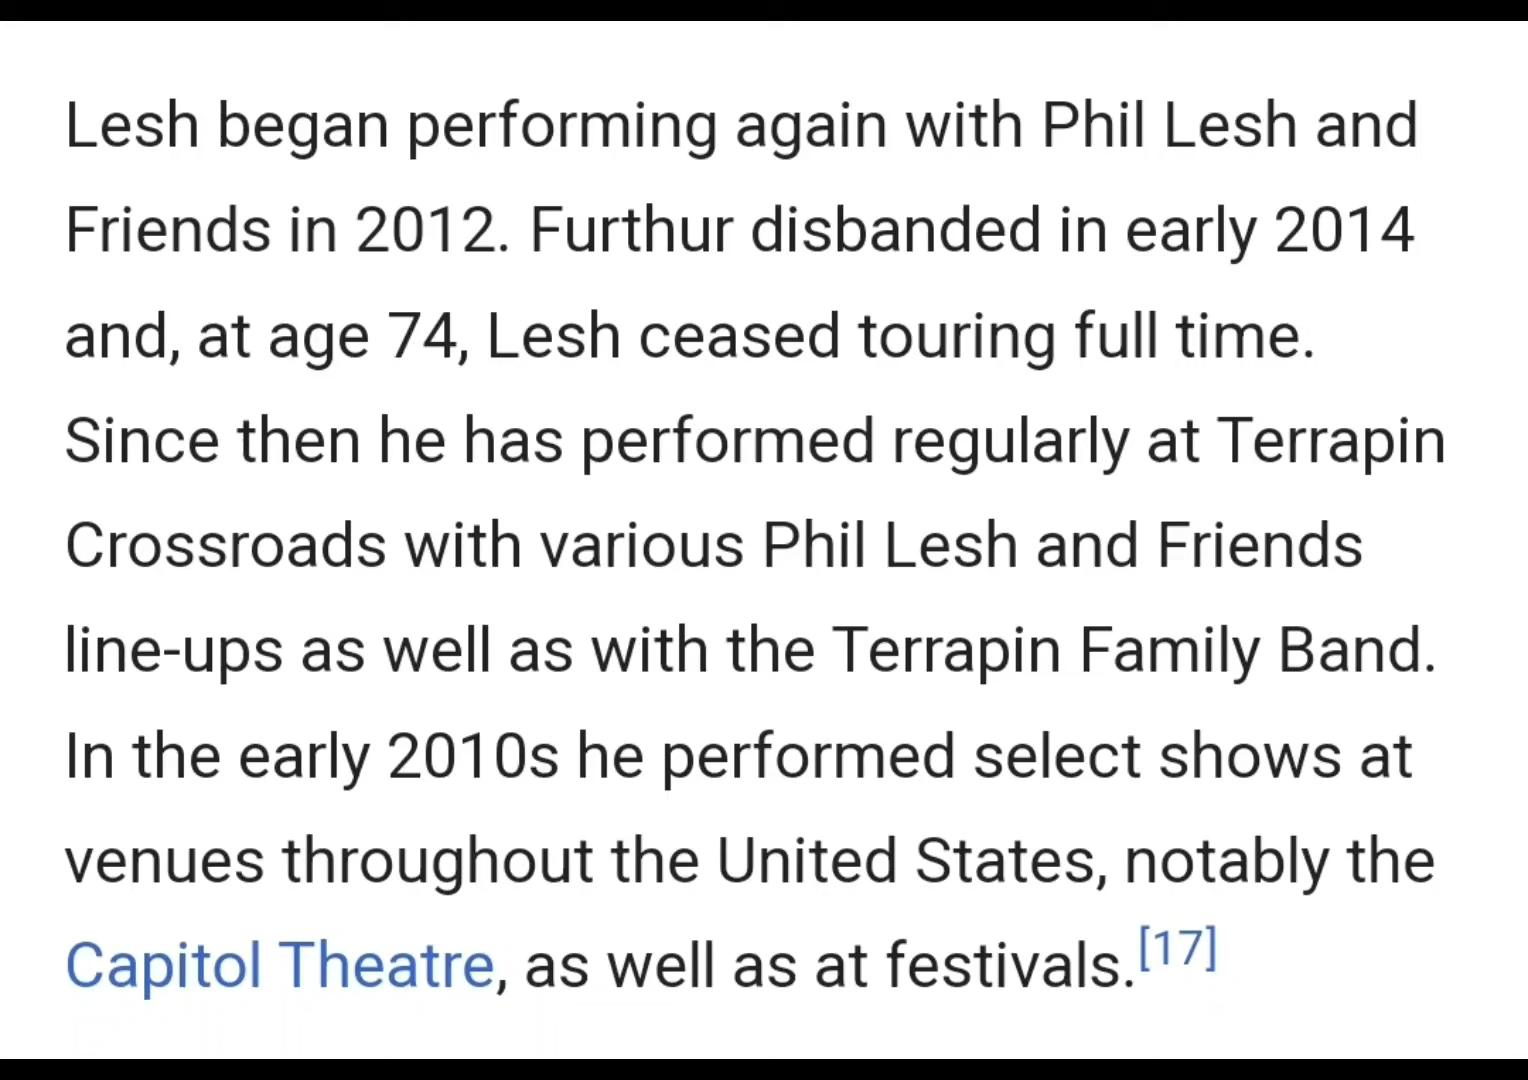 Lesh began performing again with Phil Lesh and
Friends in 2012. Furthur disbanded in early 2014
and, at age 74, Lesh ceased touring full time.
Since then he has performed regularly at Terrapin
Crossroads with various Phil Lesh and Friends
line-ups as well as with the Terrapin Family Band.
In the early 2010s he performed select shows at
venues throughout the United States, notably the
Capitol Theatre, as well as at festivals.[17]